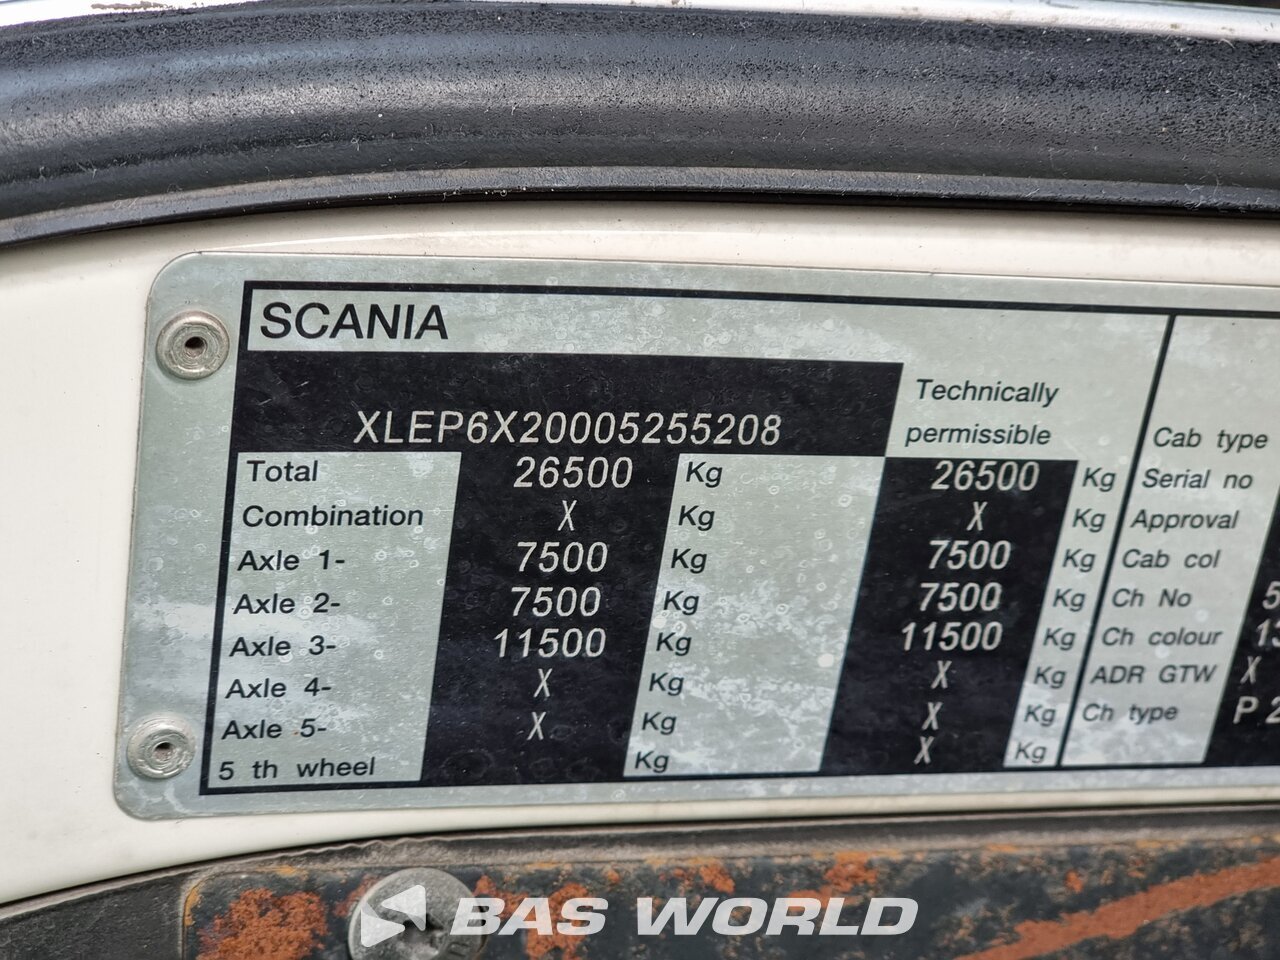 SCANIA
XLEP6X20005255208
Technically
permissible
Total 26500 Kg 26500 Kg
Combination X Kg X Kg
Axle 1- 7500 Kg 7500 Kg
Axle 2- 7500 Kg 7500 Kg
Axle 3- 11500 Kg 11500 Kg
Axle 4- X Kg X Kg
Axle 5- X Kg X Kg
5 th wheel Kg X Kg
Cab type
Serial no
Approval
Cab col
Ch No 5
Ch colour 13
ADR GTW X
Ch type P 2
BAS WORLD